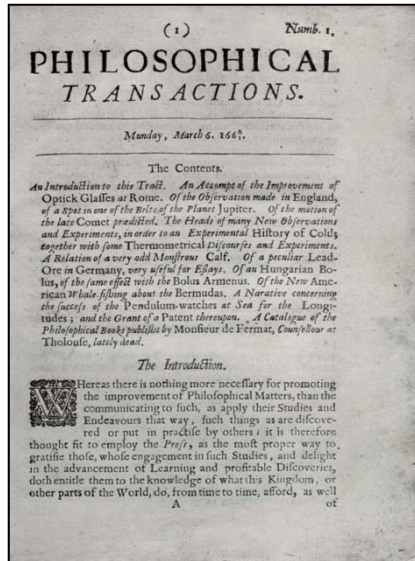 (1) Numb. 1.
PHILOSOPHICAL
TRANSACTIONS.
Munday, March 6. 166 4/5.
The Contents.
An Introduction to this Tract. An Accompt of the Improvement of
Optick Glasses at Rome. Of the Observation made in England,
of a Spot in one of the Belts of the Planet Jupiter. Of the motion of
the late Comet prædicted. The Heads of many New Observations
and Experiments, in order to an Experimental History of Cold;
together with some Thermometrical Discourses and Experiments.
A Relation of a very odd Monstrous Calf. Of a peculiar Lead-
Ore in Germany, very useful for Essays. Of an Hungarian Bo-
lus, of the same effect with the Bolus Armenus. Of the New Ame-
rican Whale-fishing about the Bermudas. A Narative concerning
the success of the Pendulum-watches at Sea for the Longi-
tudes; and the Grant of a Patent thereupon. A Catalogue of the
Philosophical Books publisht by Monsieur de Fermat, Counsellour at
Tholouse, lately dead.
The Introduction.
WHereas there is nothing more necessary for promoting
the improvement of Philosophical Matters, than the
communicating to such, as apply their Studies and
Endeavours that way, such things as are discove-
red or put in practise by others; it is therefore
thought fit to employ the Press, as the most proper way to
gratifie those, whose engagement in such Studies, and delight
in the advancement of Learning and profitable Discoveries,
doth entitle them to the knowledge of what this Kingdom, or
other parts of the World, do, from time to time, afford, as well
A of